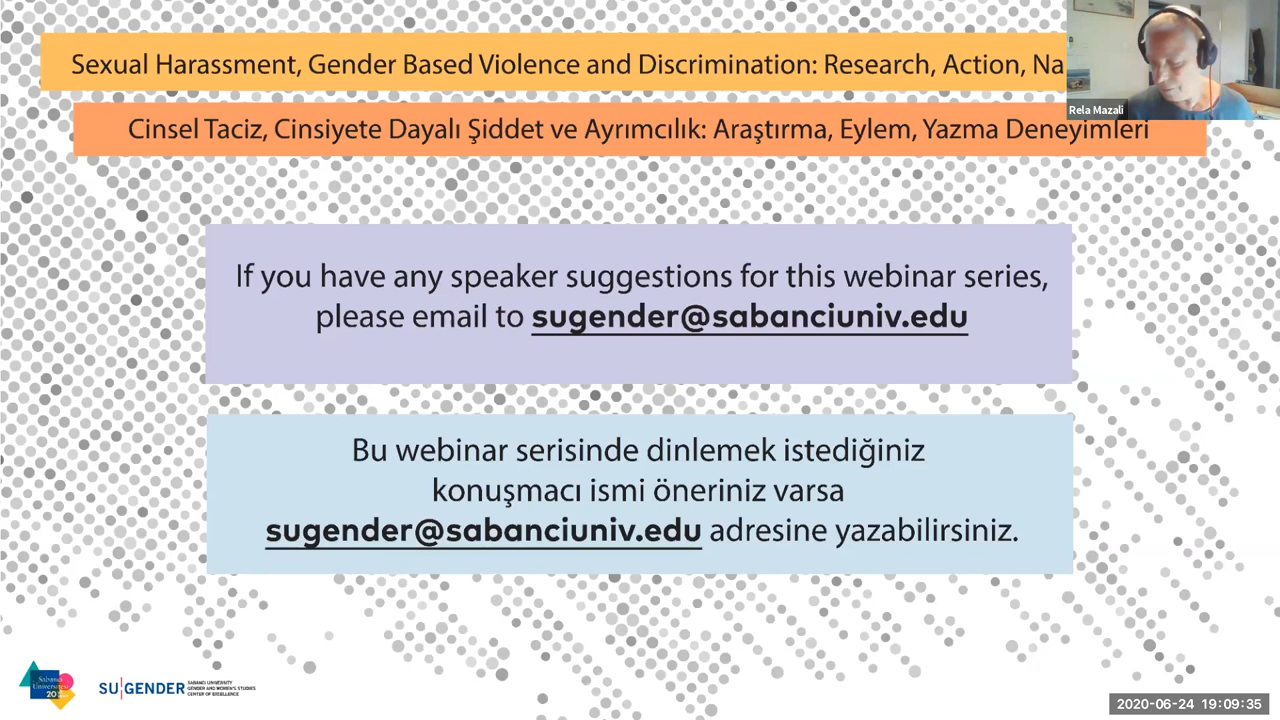 Sexual Harassment, Gender Based Violence and Discrimination: Research, Action, Na
Rela Mazali
Cinsel Taciz, Cinsiyete Dayalı Şiddet ve Ayrımcılık: Araştırma, Eylem, Yazma Deneyimleri
If you have any speaker suggestions for this webinar series,
please email to sugender@sabanciuniv.edu
Bu webinar serisinde dinlemek istediğiniz
konuşmacı ismi öneriniz varsa
sugender@sabanciuniv.edu adresine yazabilirsiniz.
Sabancı
Üniversitesi
20
SU GENDER
SABANCI UNIVERSITY
GENDER AND WOMEN'S STUDIES
CENTER OF EXCELLENCE
2020-06-24 19:09:35